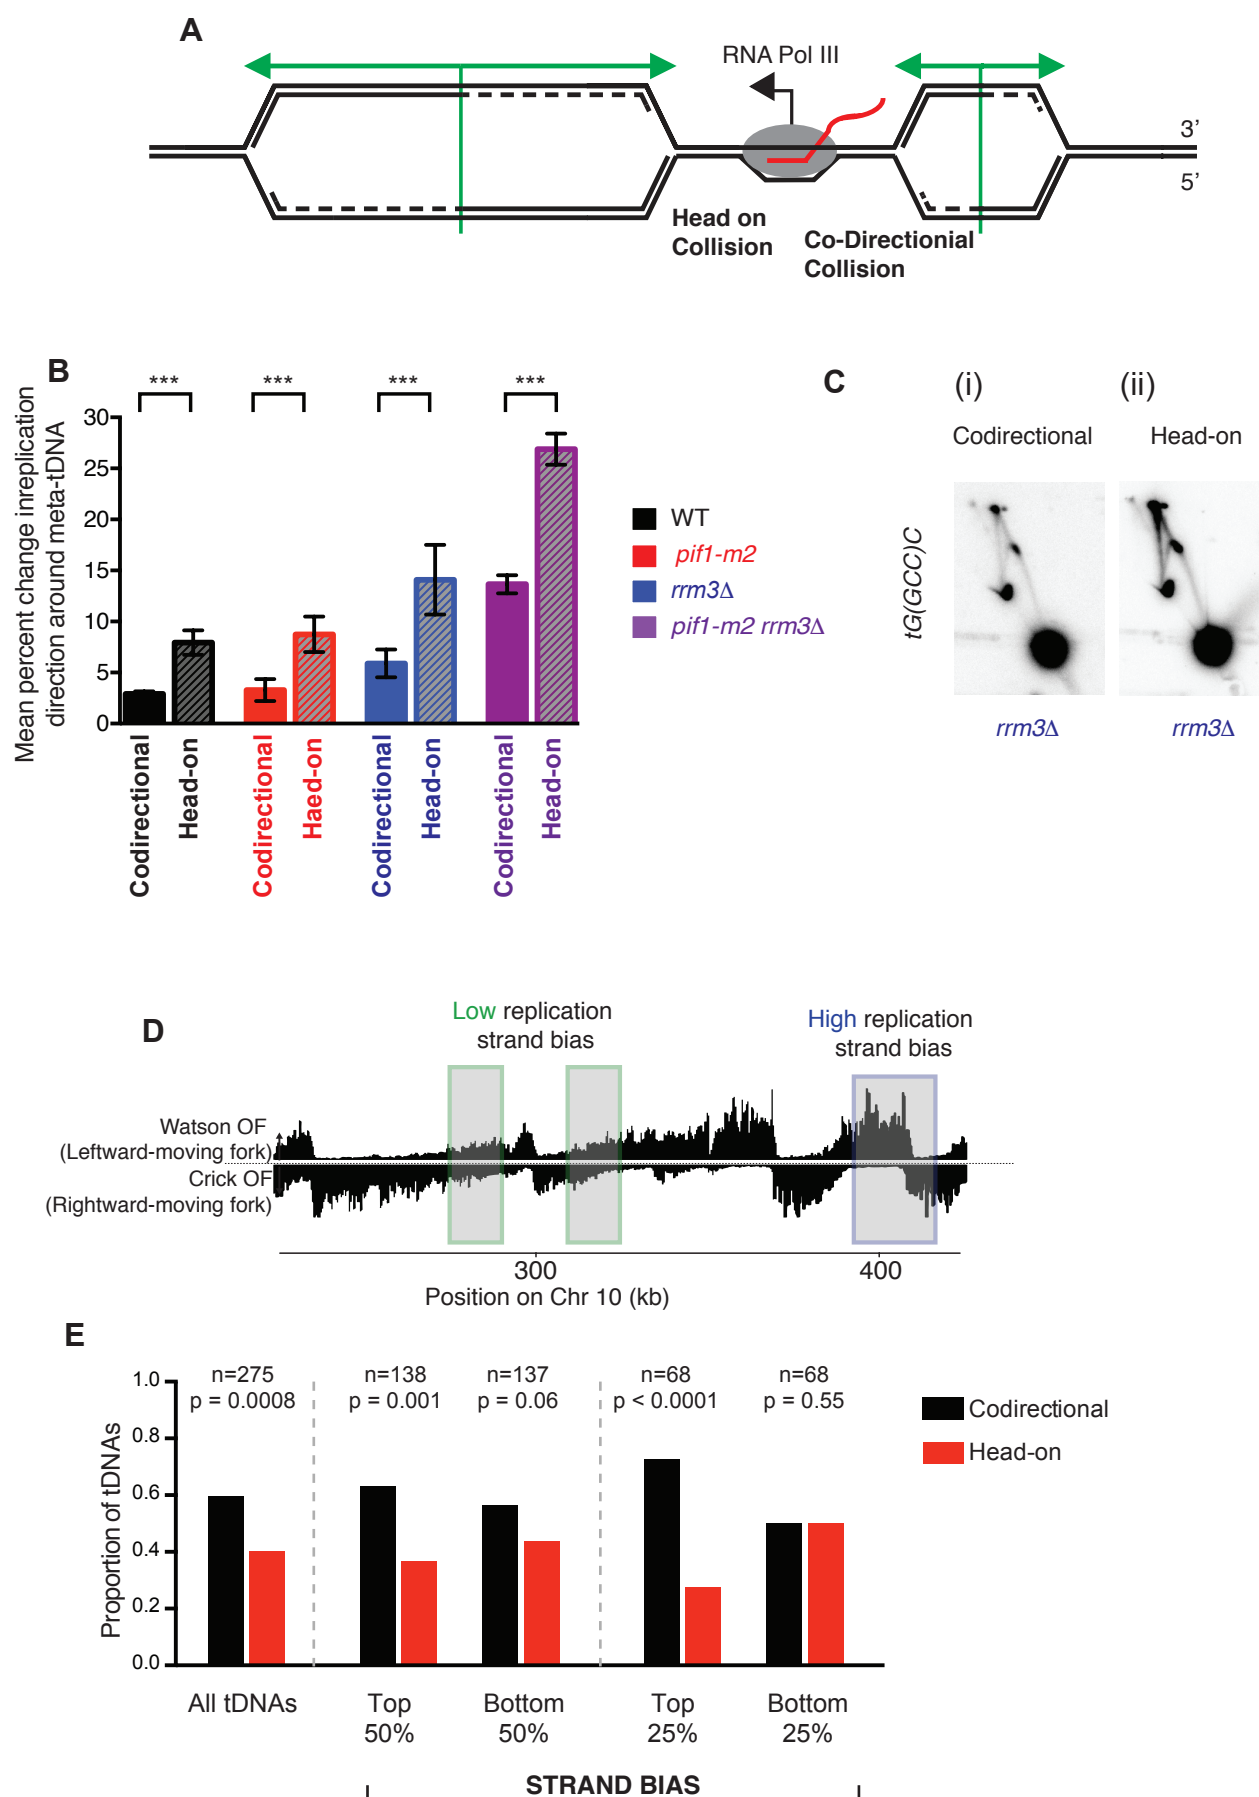 A
RNA Pol III
3’
5’
Head on
Collision
Co-Directionial
Collision
B
Mean percent change inreplication
direction around meta-tDNA
30
25
20
15
10
5
0
***
***
***
***
Codirectional
Head-on
Codirectional
Haed-on
Codirectional
Head-on
Codirectional
Head-on
WT
pif1-m2
rrm3Δ
pif1-m2 rrm3Δ
C
(i)
(ii)
Codirectional
Head-on
tG(GCC)C
rrm3Δ
rrm3Δ
D
Low replication
strand bias
High replication
strand bias
Watson OF
(Leftward-moving fork)
Crick OF
(Rightward-moving fork)
300
400
Position on Chr 10 (kb)
E
Proportion of tDNAs
1.0
0.8
0.6
0.4
0.2
0.0
n=275
p = 0.0008
n=138
p = 0.001
n=137
p = 0.06
n=68
p < 0.0001
n=68
p = 0.55
Codirectional
Head-on
All tDNAs
Top
50%
Bottom
50%
Top
25%
Bottom
25%
STRAND BIAS